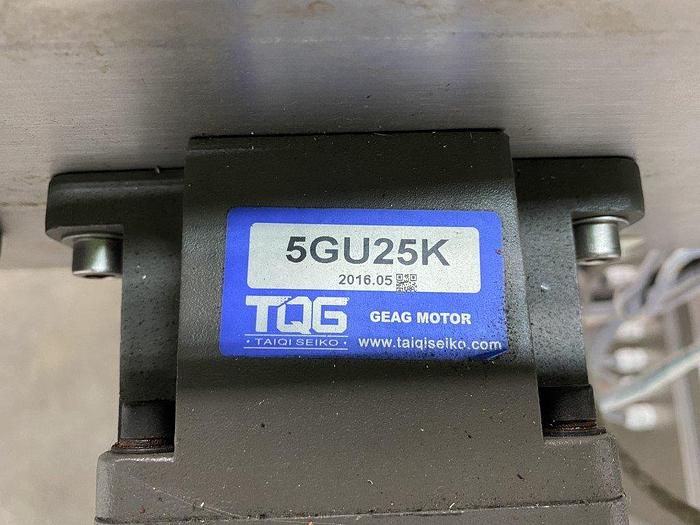 5GU25K
2016.05
TQG
GEAG MOTOR
· TAIQI SEIKO ·
www.taiqiseiko.com